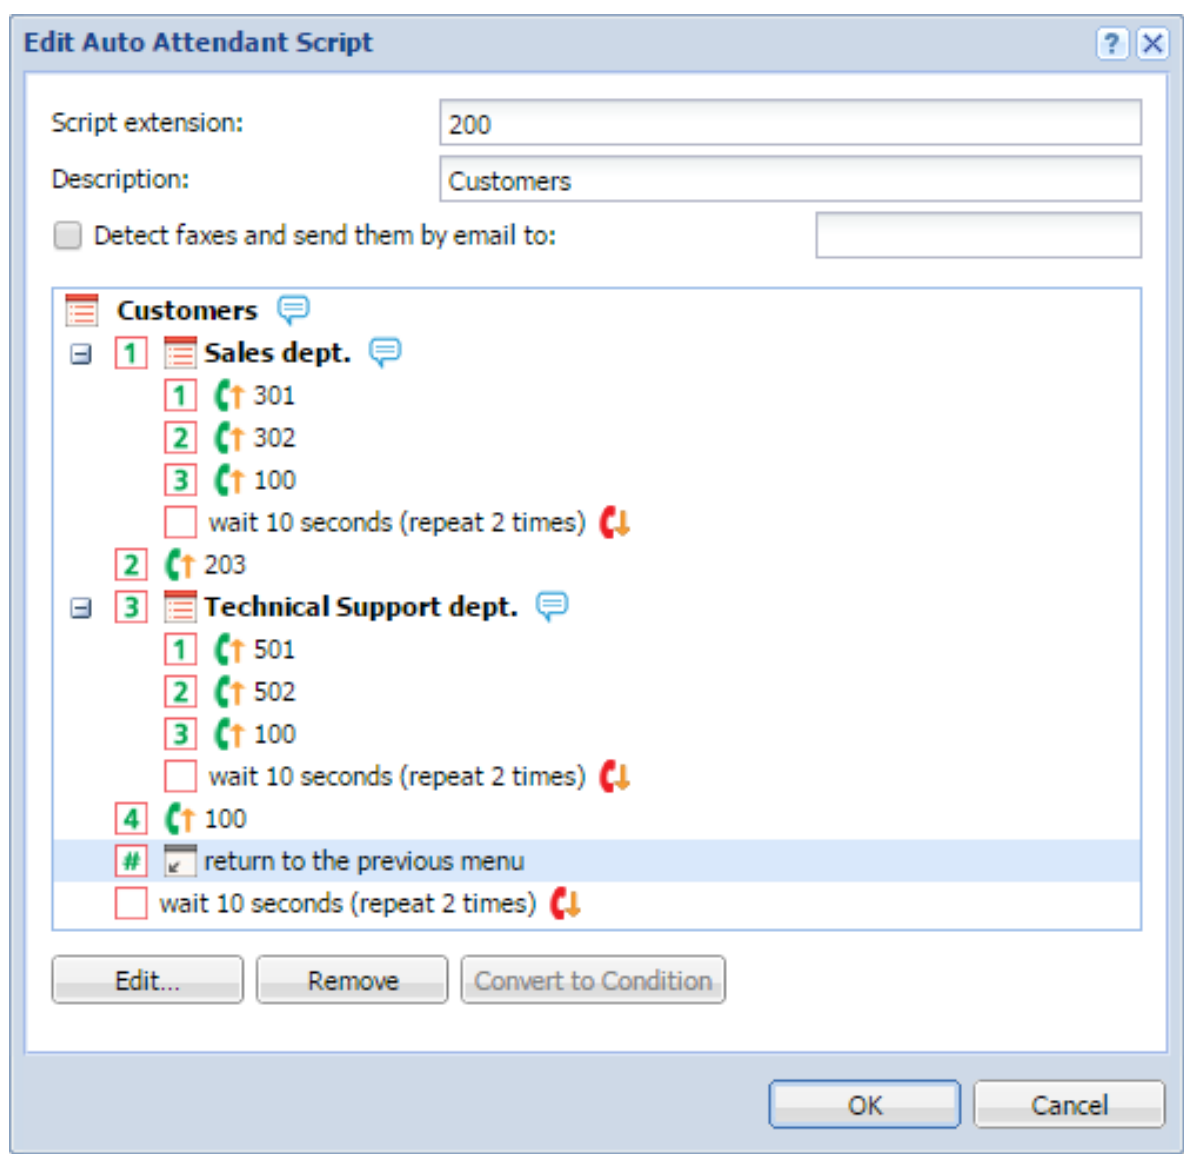 Edit Auto Attendant Script ?
Script extension: 200
Description: Customers
Detect faxes and send them by email to:
Customers
1 Sales dept.
1 301
2 302
3 100
wait 10 seconds (repeat 2 times)
2 203
3 Technical Support dept.
1 501
2 502
3 100
wait 10 seconds (repeat 2 times)
4 100
# return to the previous menu
wait 10 seconds (repeat 2 times)
Edit... Remove Convert to Condition
OK Cancel